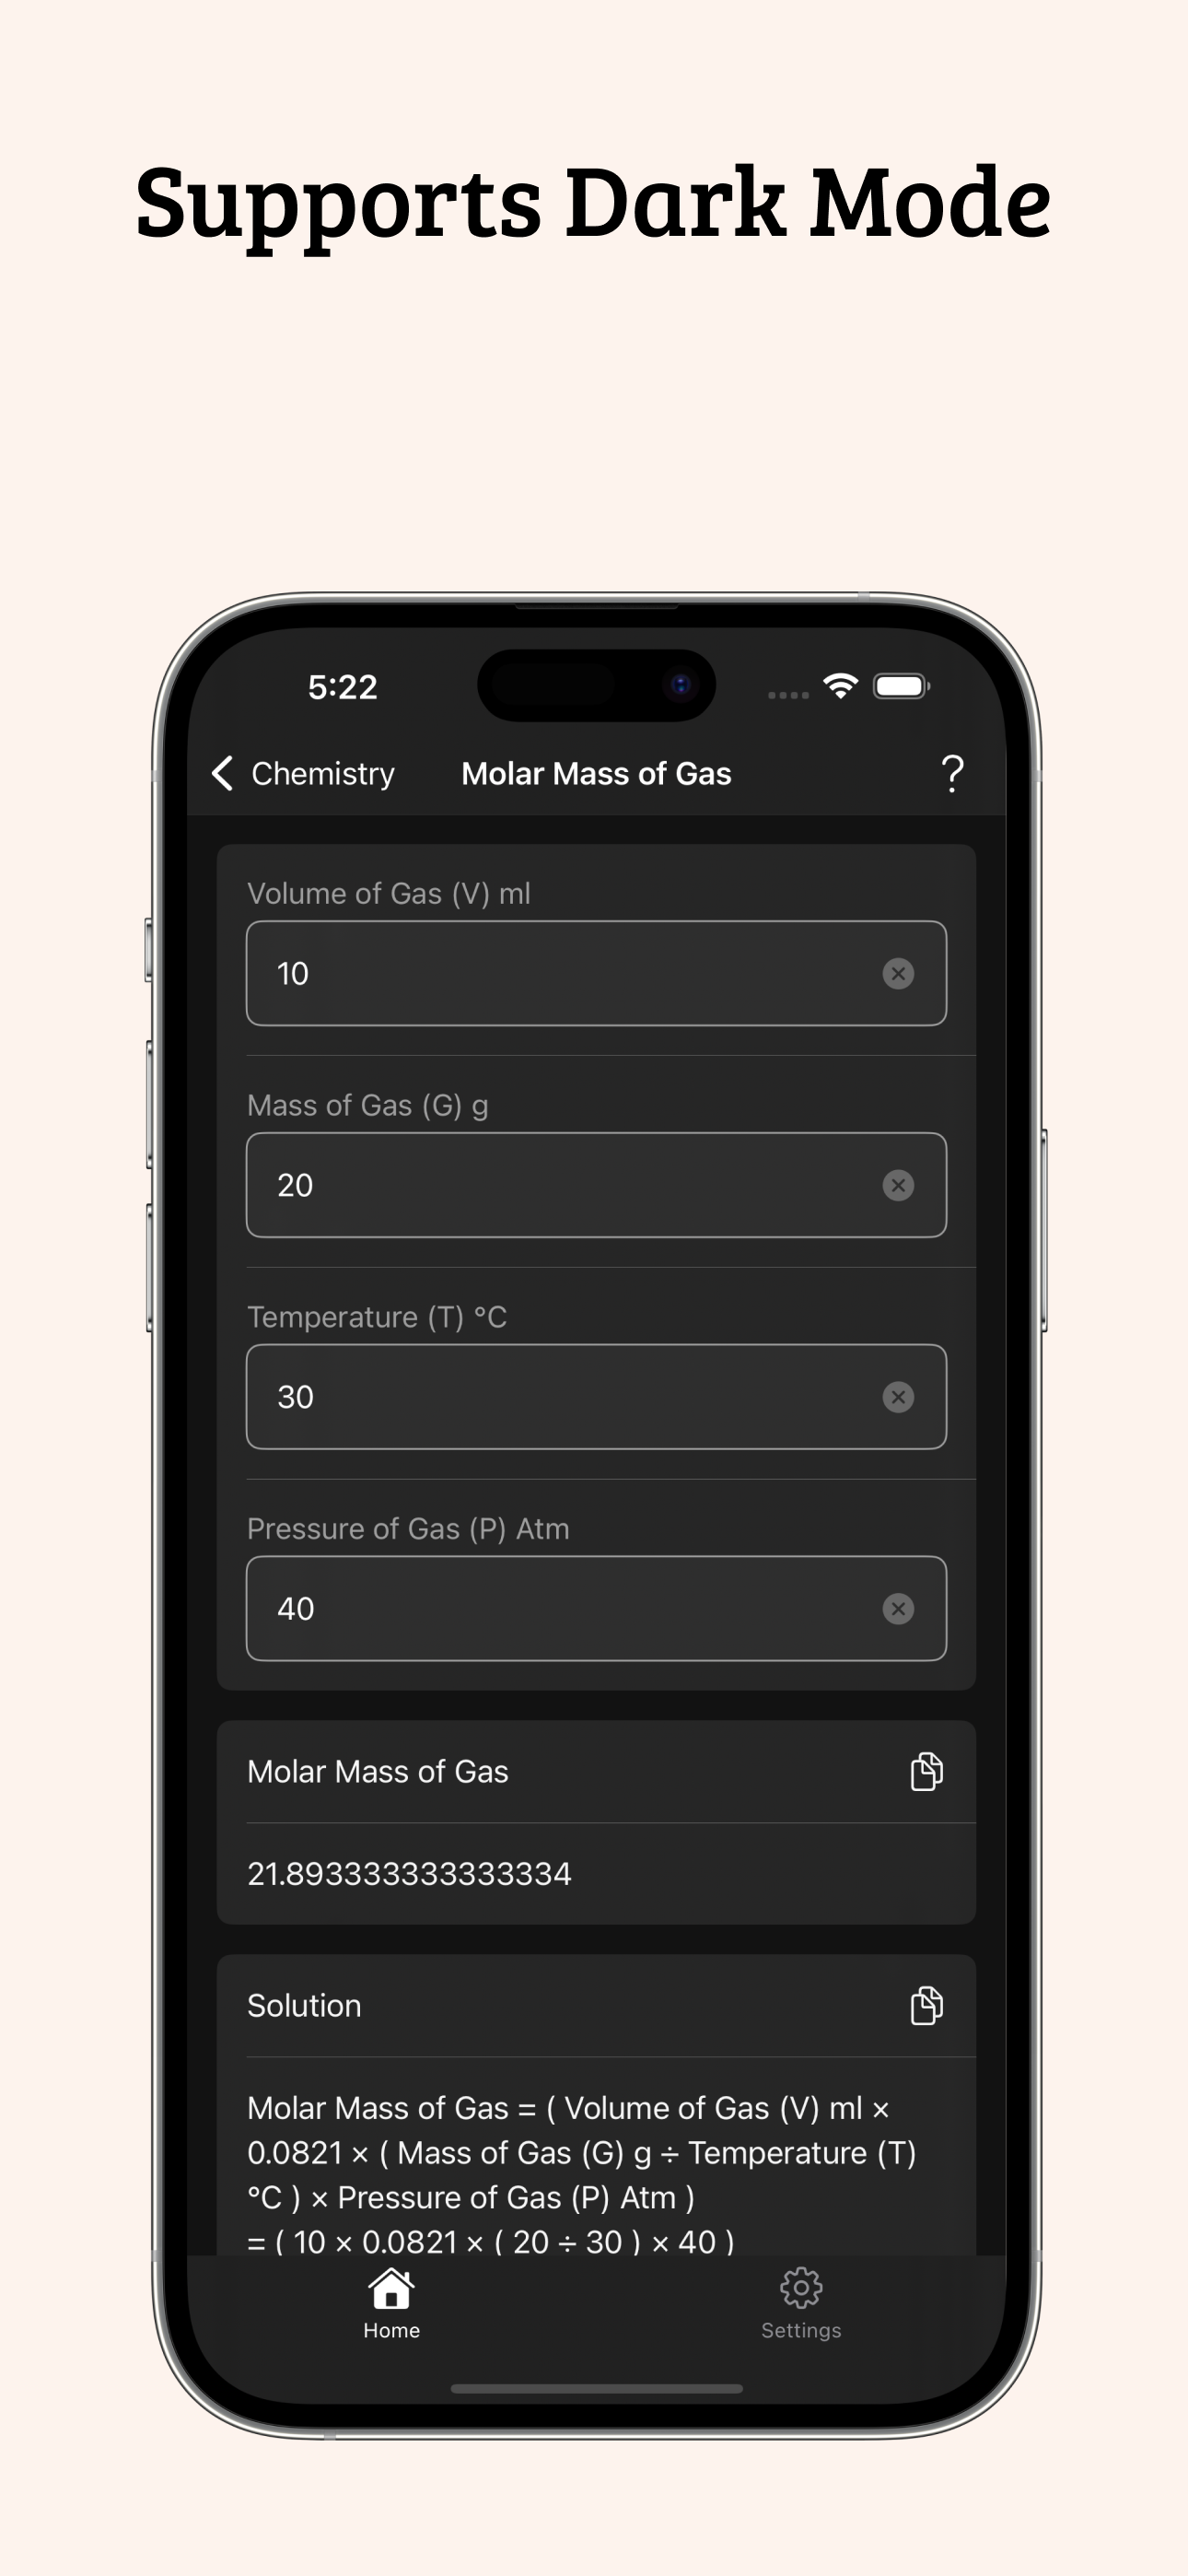 Supports Dark Mode
5:22
Chemistry Molar Mass of Gas ?
Volume of Gas (V) ml
10
Mass of Gas (G) g
20
Temperature (T) °C
30
Pressure of Gas (P) Atm
40
Molar Mass of Gas
21.893333333333334
Solution
Molar Mass of Gas = ( Volume of Gas (V) ml ×
0.0821 × ( Mass of Gas (G) g ÷ Temperature (T)
°C ) × Pressure of Gas (P) Atm )
= ( 10 × 0.0821 × ( 20 ÷ 30 ) × 40 )
Home Settings